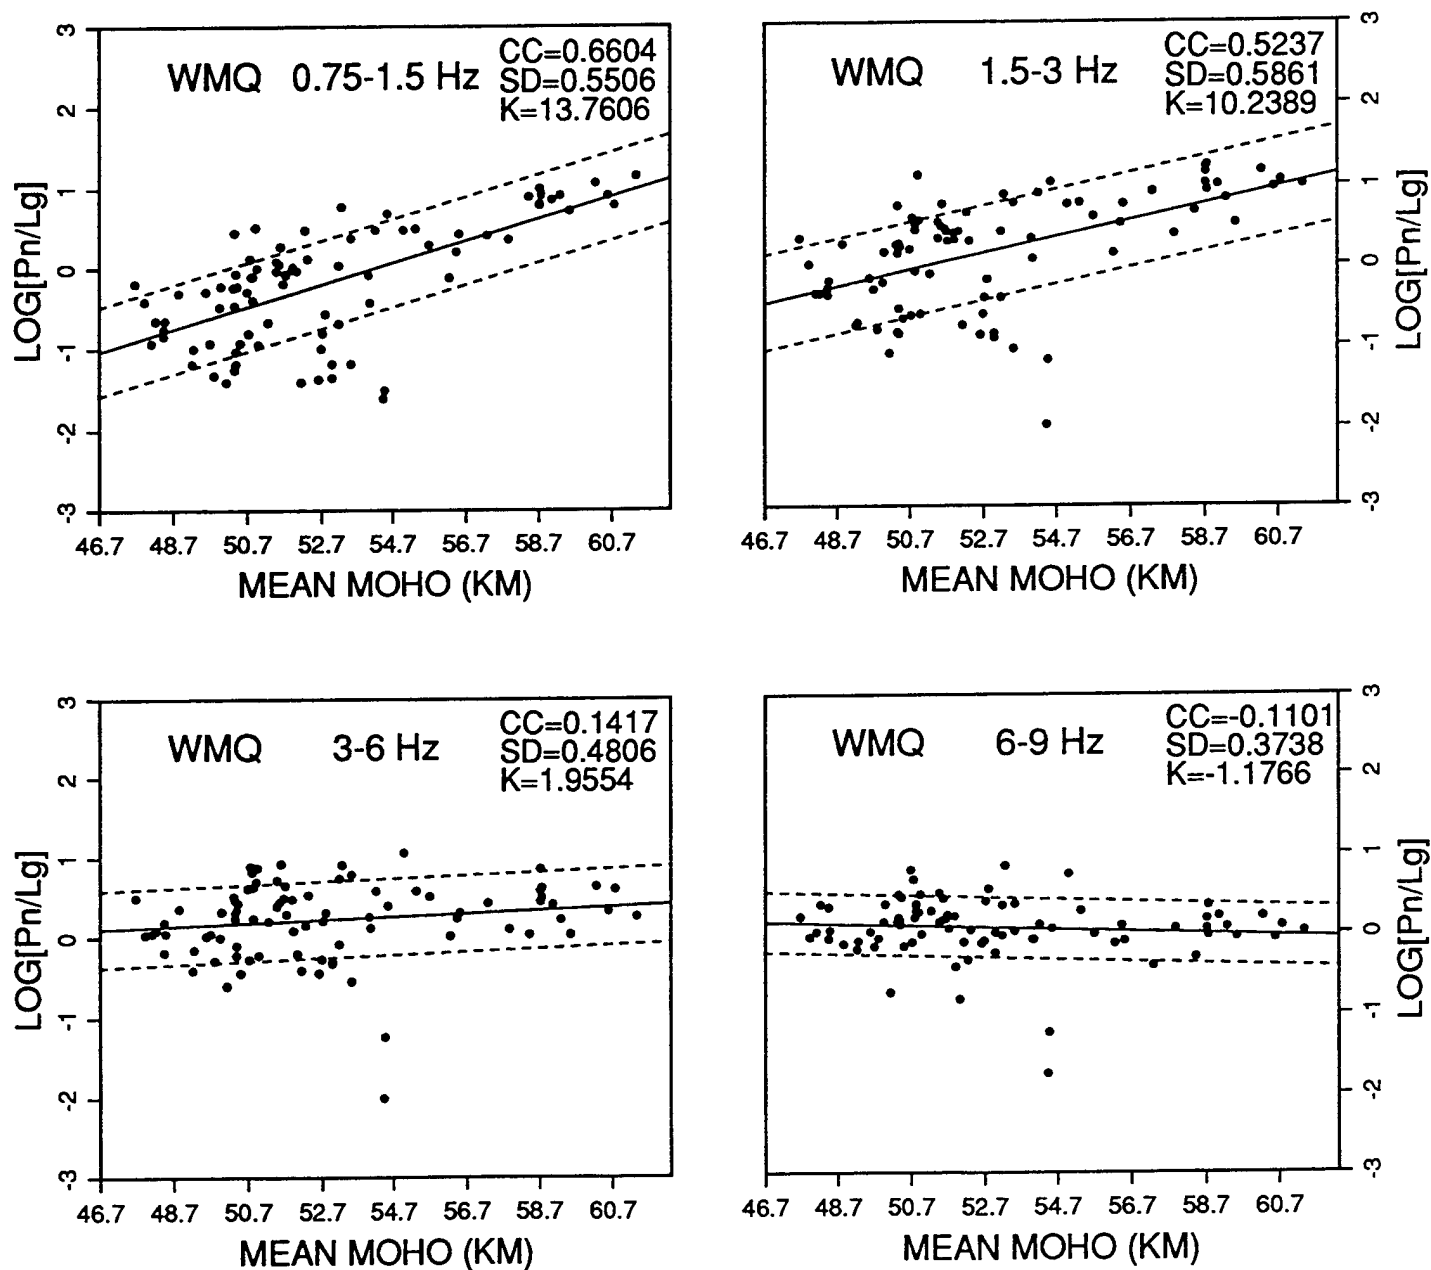 WMQ 0.75-1.5 Hz
CC=0.6604
SD=0.5506
K=13.7606
LOG[Pn/Lg]
3
2
1
0
-1
-2
-3
46.7 48.7 50.7 52.7 54.7 56.7 58.7 60.7
MEAN MOHO (KM)
WMQ 1.5-3 Hz
CC=0.5237
SD=0.5861
K=10.2389
3
2
1
0
-1
-2
-3
LOG[Pn/Lg]
46.7 48.7 50.7 52.7 54.7 56.7 58.7 60.7
MEAN MOHO (KM)
WMQ 3-6 Hz
CC=0.1417
SD=0.4806
K=1.9554
LOG[Pn/Lg]
3
2
1
0
-1
-2
-3
46.7 48.7 50.7 52.7 54.7 56.7 58.7 60.7
MEAN MOHO (KM)
WMQ 6-9 Hz
CC=-0.1101
SD=0.3738
K=-1.1766
3
2
1
0
-1
-2
-3
LOG[Pn/Lg]
46.7 48.7 50.7 52.7 54.7 56.7 58.7 60.7
MEAN MOHO (KM)